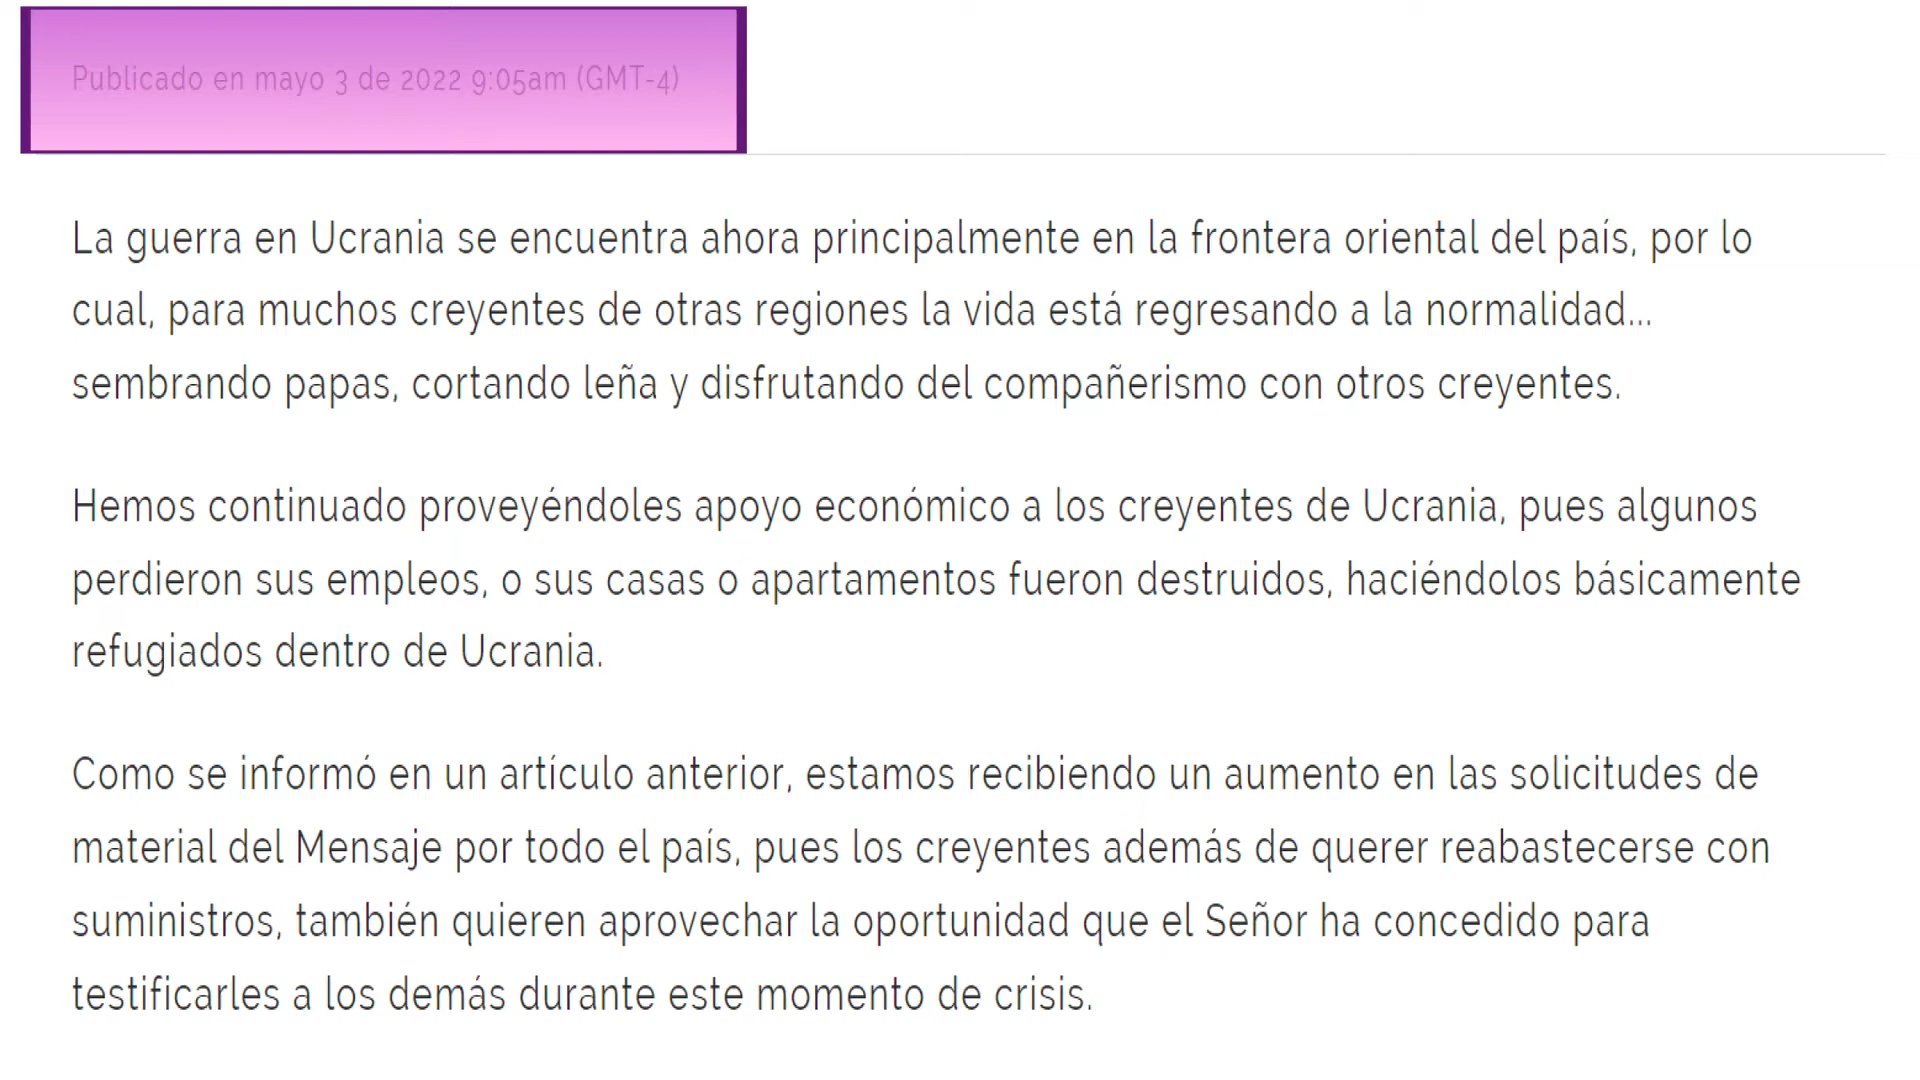 Publicado en mayo 3 de 2022 9:05am (GMT-4)
La guerra en Ucrania se encuentra ahora principalmente en la frontera oriental del país, por lo
cual, para muchos creyentes de otras regiones la vida está regresando a la normalidad...
sembrando papas, cortando leña y disfrutando del compañerismo con otros creyentes.
Hemos continuado proveyéndoles apoyo económico a los creyentes de Ucrania, pues algunos
perdieron sus empleos, o sus casas o apartamentos fueron destruidos, haciéndolos básicamente
refugiados dentro de Ucrania.
Como se informó en un artículo anterior, estamos recibiendo un aumento en las solicitudes de
material del Mensaje por todo el país, pues los creyentes además de querer reabastecerse con
suministros, también quieren aprovechar la oportunidad que el Señor ha concedido para
testificarles a los demás durante este momento de crisis.